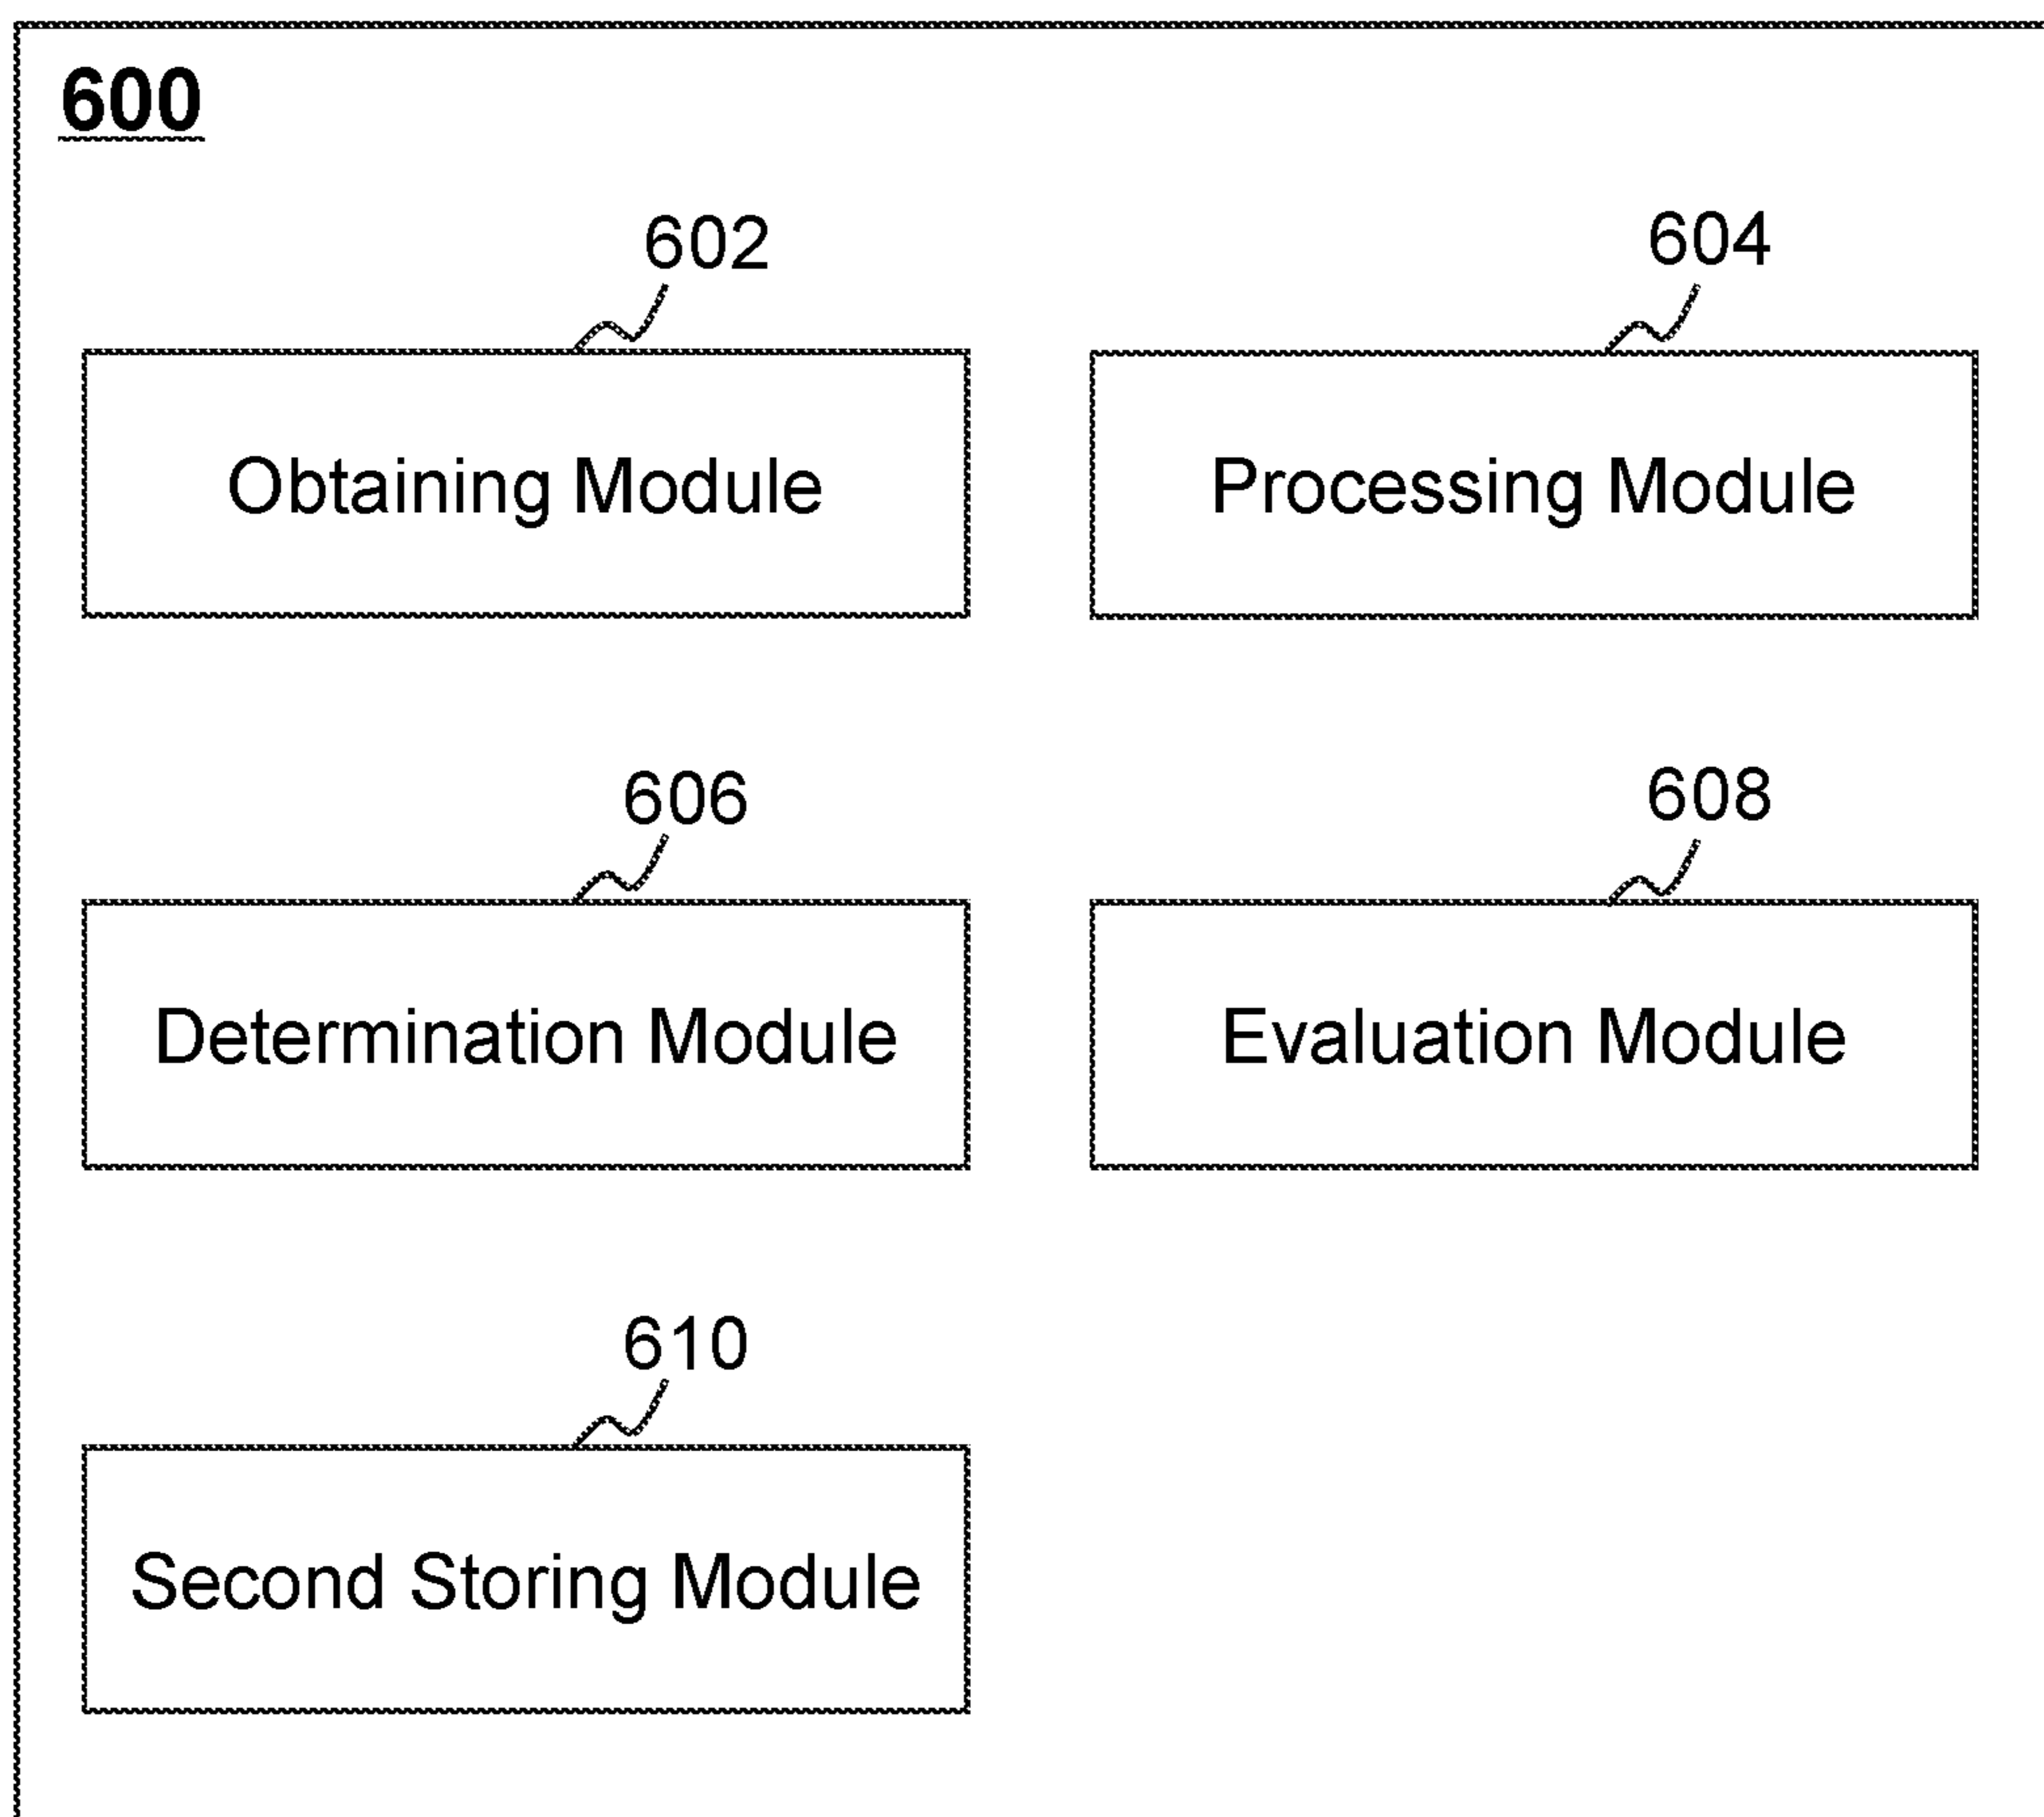 600
602
604
Obtaining Module
Processing Module
606
608
Determination Module
Evaluation Module
610
Second Storing Module